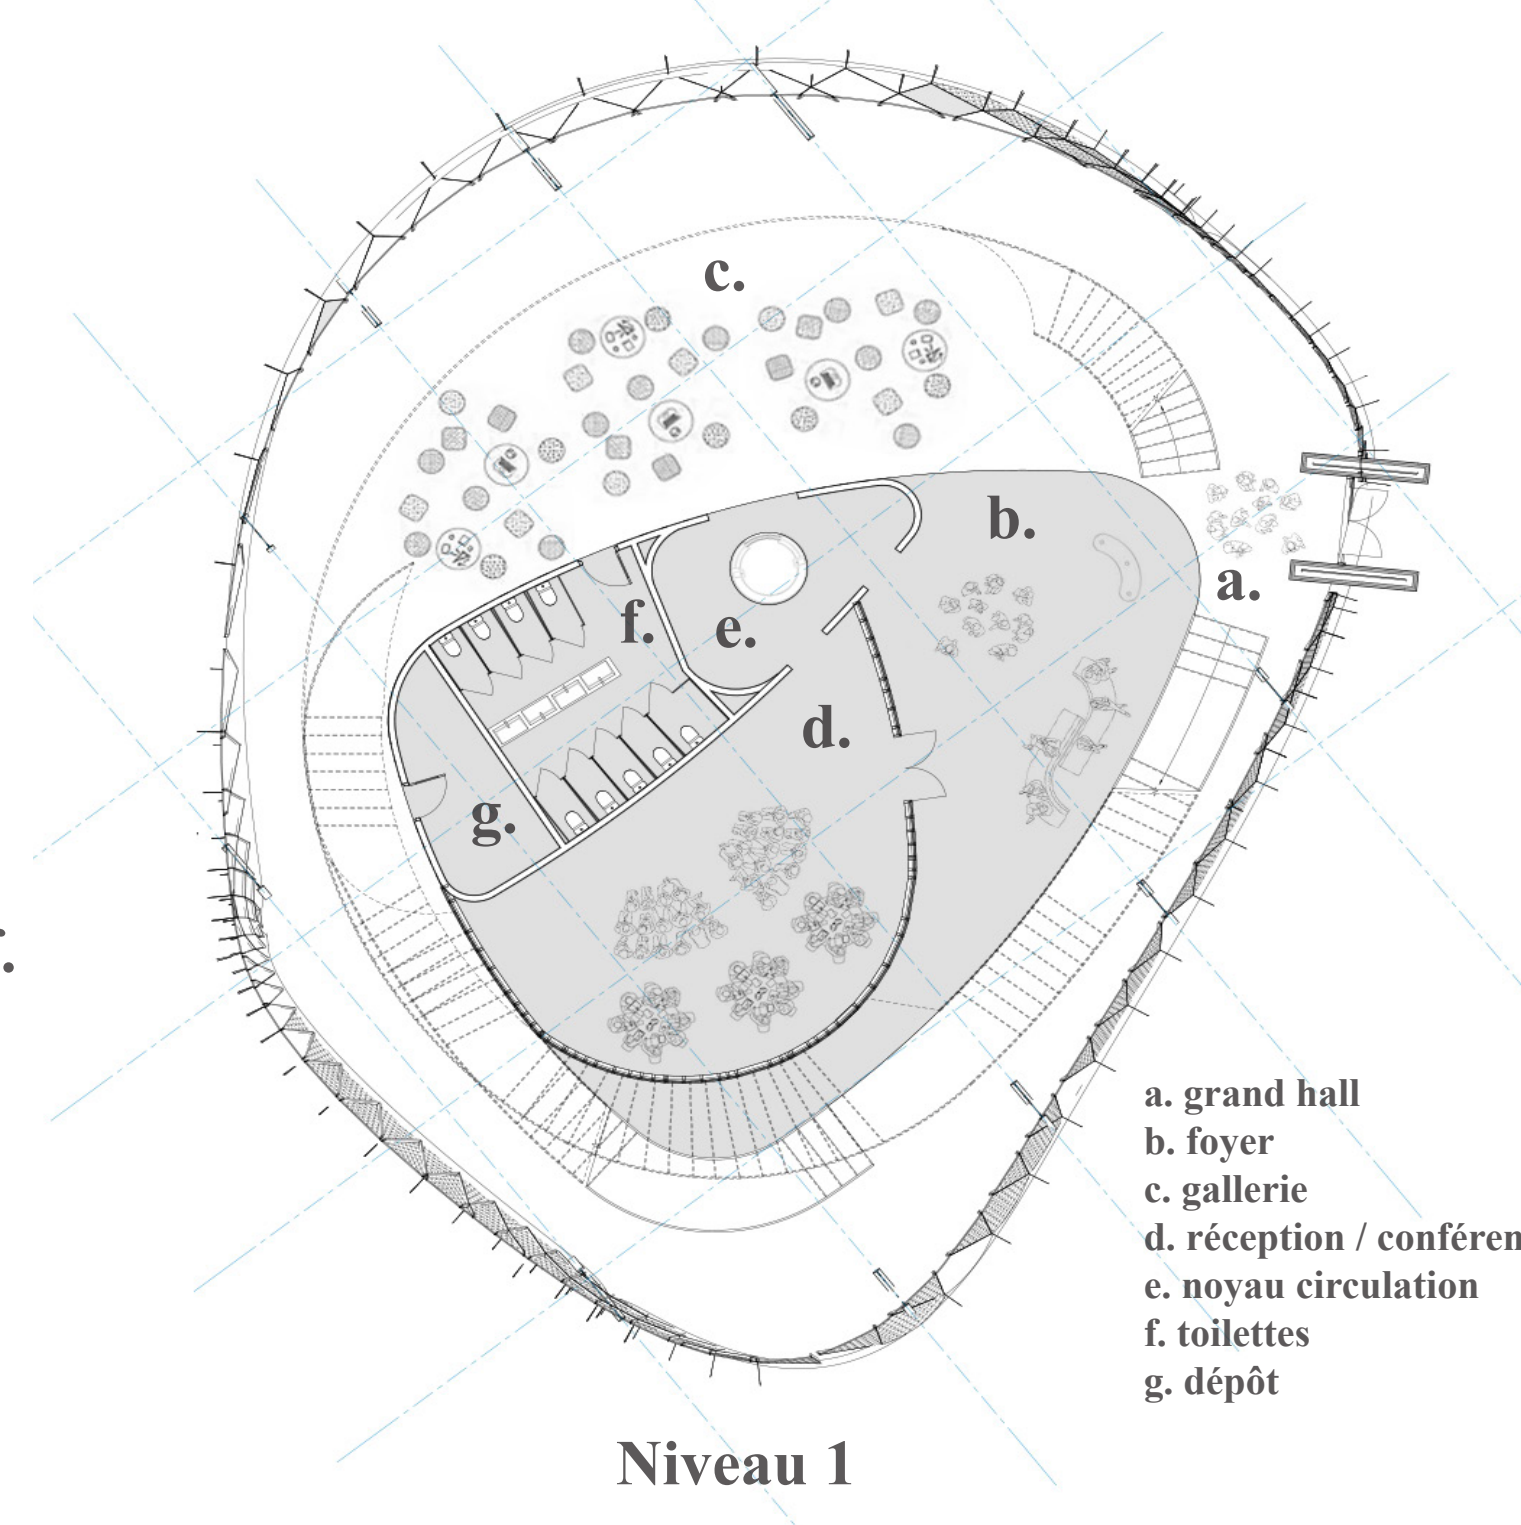 c.
b.
a.
f.
e.
d.
g.
a. grand hall
b. foyer
c. gallerie
d. réception / conféren
e. noyau circulation
f. toilettes
g. dépôt
Niveau 1